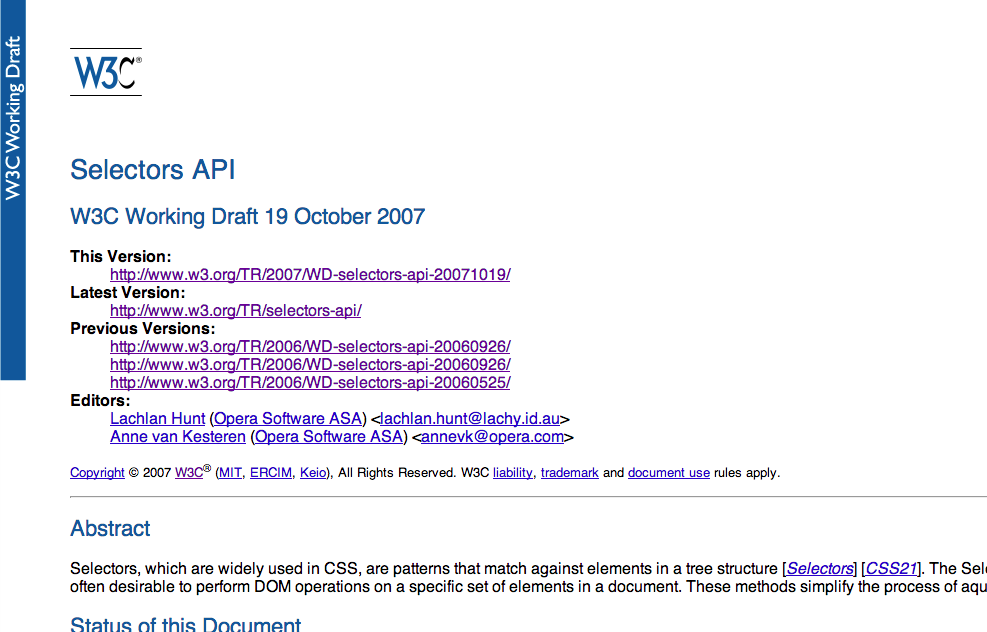 W3C Working Draft
W3C®
Selectors API
W3C Working Draft 19 October 2007
This Version:
http://www.w3.org/TR/2007/WD-selectors-api-20071019/
Latest Version:
http://www.w3.org/TR/selectors-api/
Previous Versions:
http://www.w3.org/TR/2006/WD-selectors-api-20060926/
http://www.w3.org/TR/2006/WD-selectors-api-20060926/
http://www.w3.org/TR/2006/WD-selectors-api-20060525/
Editors:
Lachlan Hunt (Opera Software ASA) <lachlan.hunt@lachy.id.au>
Anne van Kesteren (Opera Software ASA) <annevk@opera.com>
Copyright © 2007 W3C® (MIT, ERCIM, Keio), All Rights Reserved. W3C liability, trademark and document use rules apply.
Abstract
Selectors, which are widely used in CSS, are patterns that match against elements in a tree structure [Selectors] [CSS21]. The Sele
often desirable to perform DOM operations on a specific set of elements in a document. These methods simplify the process of aqu
Status of this Document